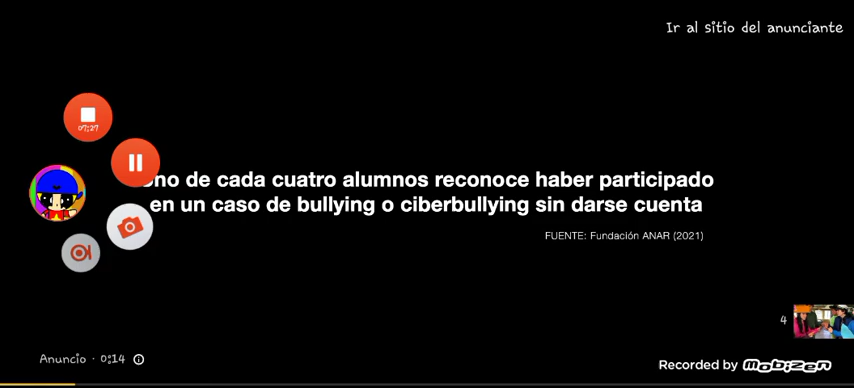 Ir al sitio del anunciante
07:27
uno de cada cuatro alumnos reconoce haber participado
en un caso de bullying o ciberbullying sin darse cuenta
FUENTE: Fundación ANAR (2021)
4
Anuncio · 0:14
Recorded by mobizen